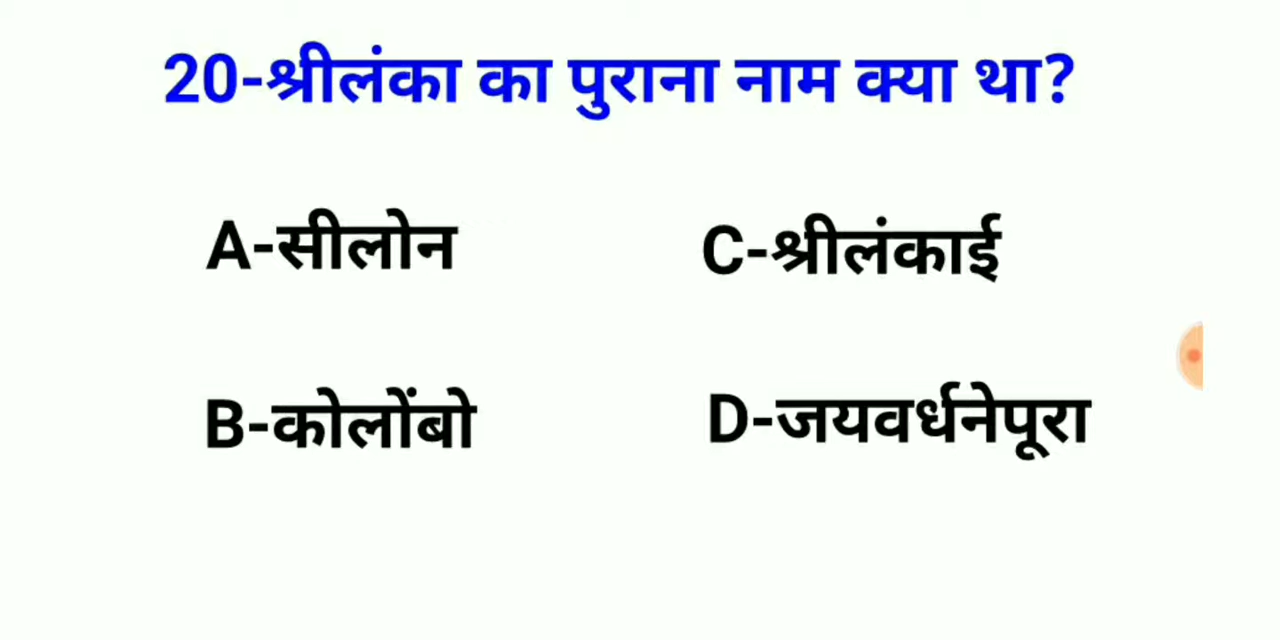 20-श्रीलंका का पुराना नाम क्या था?
A-सीलोन
C-श्रीलंकाई
B-कोलोंबो
D-जयवर्धनेपूरा